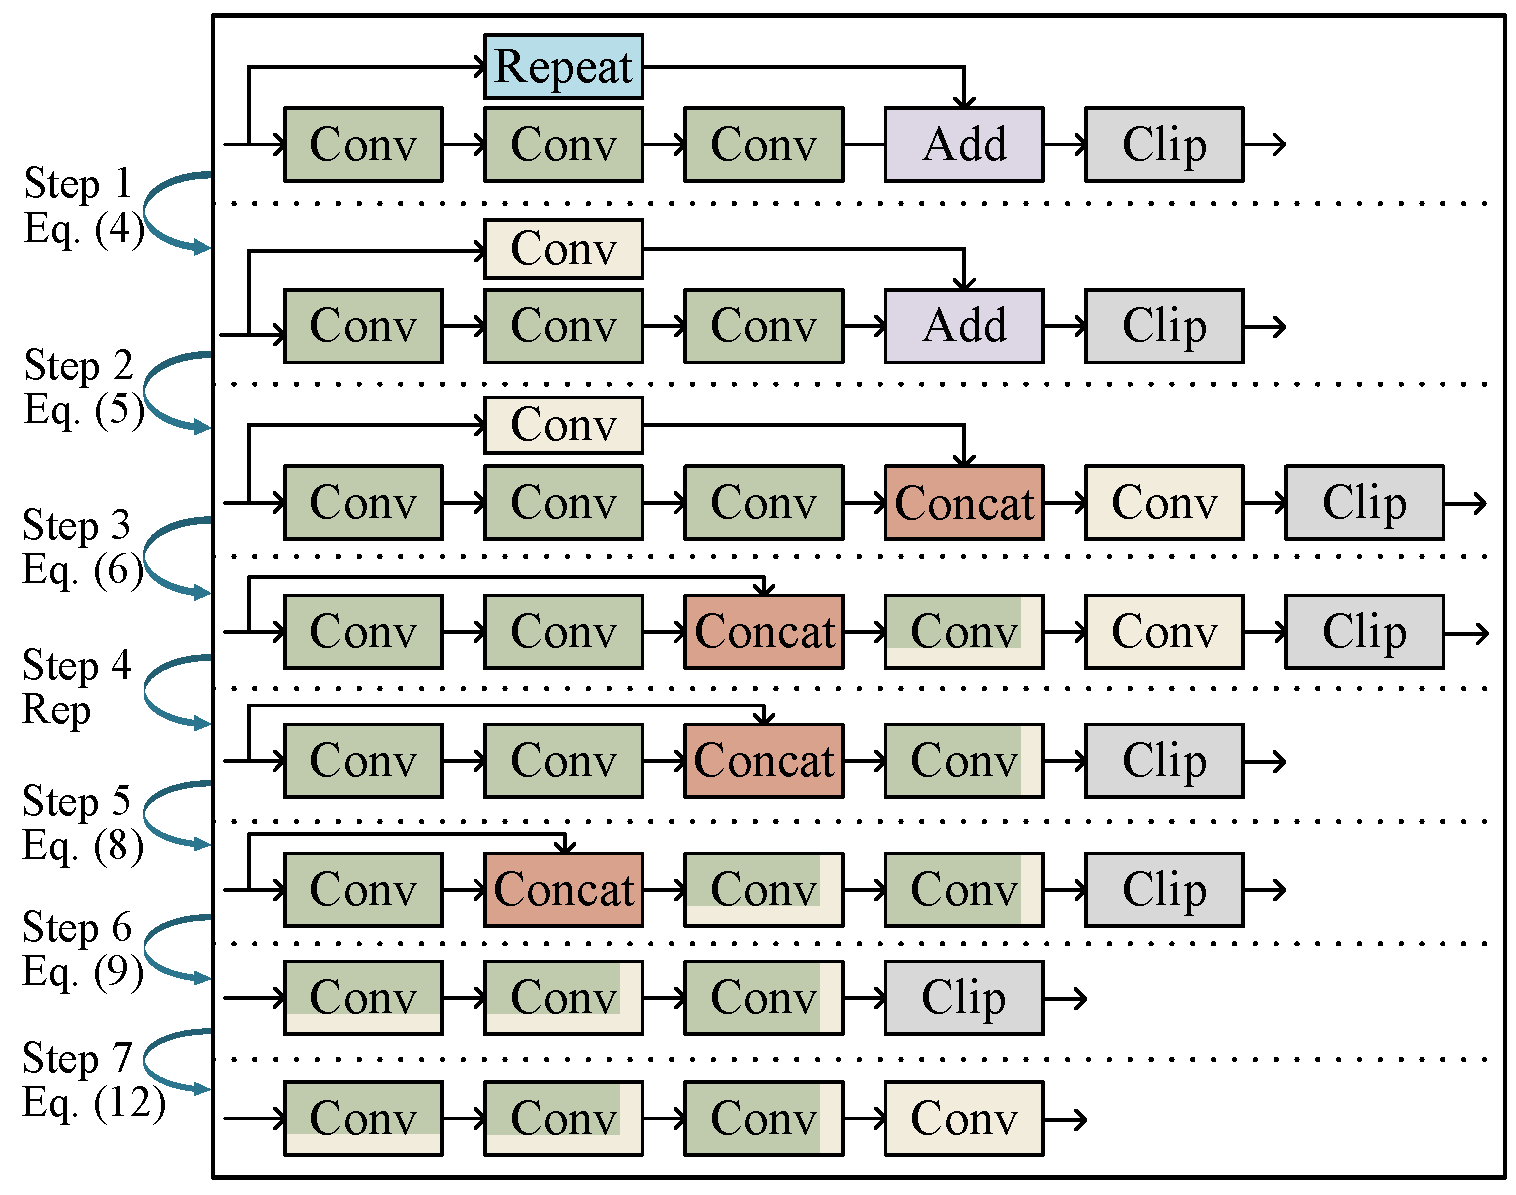 Repeat
Conv Conv Conv Add Clip
Step 1
Eq. (4)
Conv
Conv Conv Conv Add Clip
Step 2
Eq. (5)
Conv
Conv Conv Conv Concat Conv Clip
Step 3
Eq. (6)
Conv Conv Concat Conv Conv Clip
Step 4
Rep
Conv Conv Concat Conv Clip
Step 5
Eq. (8)
Conv Concat Conv Conv Clip
Step 6
Eq. (9)
Conv Conv Conv Clip
Step 7
Eq. (12)
Conv Conv Conv Conv